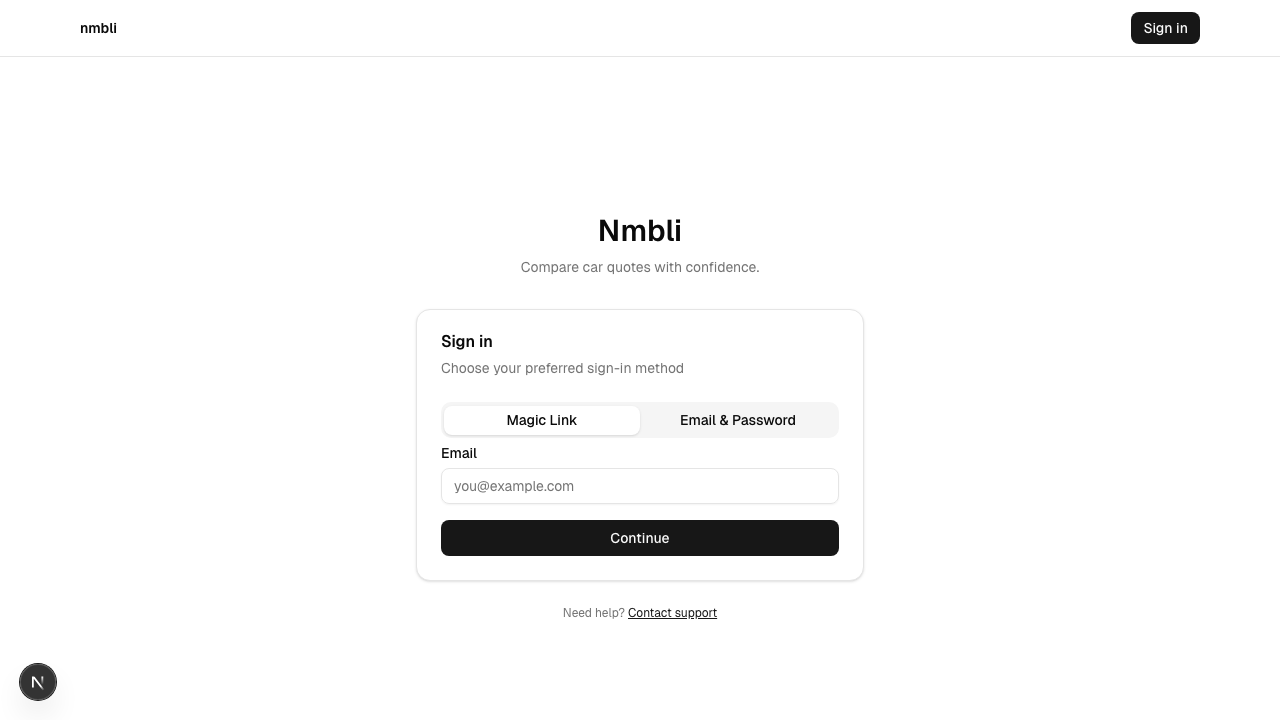 nmbli
Sign in
Nmbli
Compare car quotes with confidence.
Sign in
Choose your preferred sign-in method
Magic Link
Email & Password
Email
you@example.com
Continue
Need help? Contact support
N